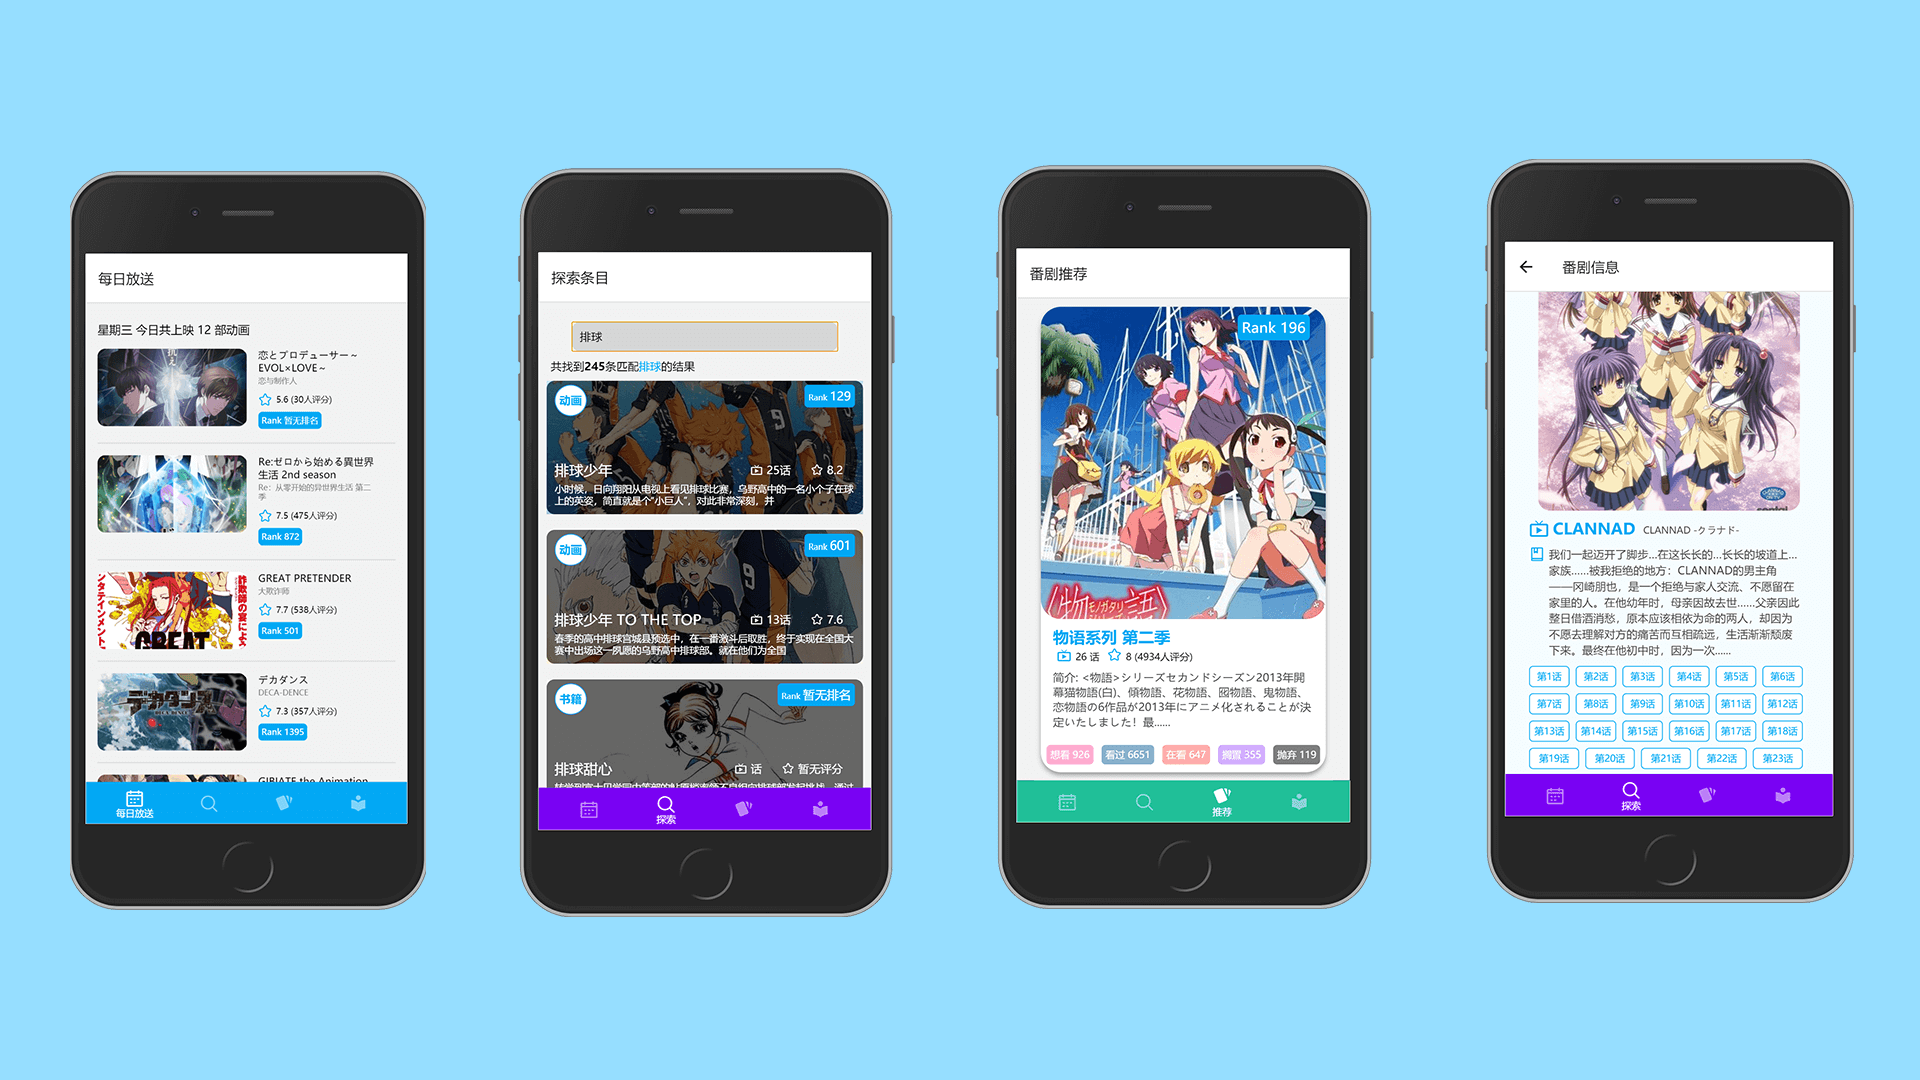 每日放送
星期三 今日共上映 12 部动画
恋とプロデューサー～
EVOL×LOVE～
恋与制作人
5.6 (30人评分)
Rank 暂无排名
Re:ゼロから始める異世界
生活 2nd season
Re：从零开始的异世界生活 第二
季
7.5 (475人评分)
Rank 872
GREAT PRETENDER
大欺诈师
7.7 (538人评分)
Rank 501
GREAT
デカダンス
DECA-DENCE
7.3 (357人评分)
Rank 1395
デカダンス
GIBIATE the Animation
每日放送
探索条目
排球
共找到245条匹配排球的结果
动画
Rank 129
排球少年
25话
8.2
小时候，日向翔阳从电视上看见排球比赛，乌野高中的一名小个子在球
上的英姿，简直就是个“小巨人”，对此非常深刻，并
动画
Rank 601
排球少年 TO THE TOP
13话
7.6
春季的高中排球宫城县预选中，在一番激斗后取胜，终于实现在全国大
赛中出场这一夙愿的乌野高中排球部。就在他们为全国
书籍
Rank 暂无排名
排球甜心
话
暂无评分
探索
番剧推荐
Rank 196
物語
モノガタリ
物语系列 第二季
26 话
8 (4934人评分)
简介: <物語>シリーズセカンドシーズン2013年開
幕猫物語(白)、傾物語、花物語、囮物語、鬼物語、
恋物語の6作品が2013年にアニメ化されることが決
定いたしました！最......
想看 926
看过 6651
在看 647
搁置 355
抛弃 119
推荐
番剧信息
CLANNAD
CLANNAD -クラナド-
我们一起迈开了脚步...在这长长的...长长的坡道上...
家族......被我拒绝的地方：CLANNAD的男主角
——冈崎朋也，是一个拒绝与家人交流、不愿留在
家里的人。在他幼年时，母亲因故去世......父亲因此
整日借酒消愁，原本应该相依为命的两人，却因为
不愿去理解对方的痛苦而互相疏远，生活渐渐颓废
下来。最终在他初中时，因为一次......
第1话 第2话 第3话 第4话 第5话 第6话
第7话 第8话 第9话 第10话 第11话 第12话
第13话 第14话 第15话 第16话 第17话 第18话
第19话 第20话 第21话 第22话 第23话
探索